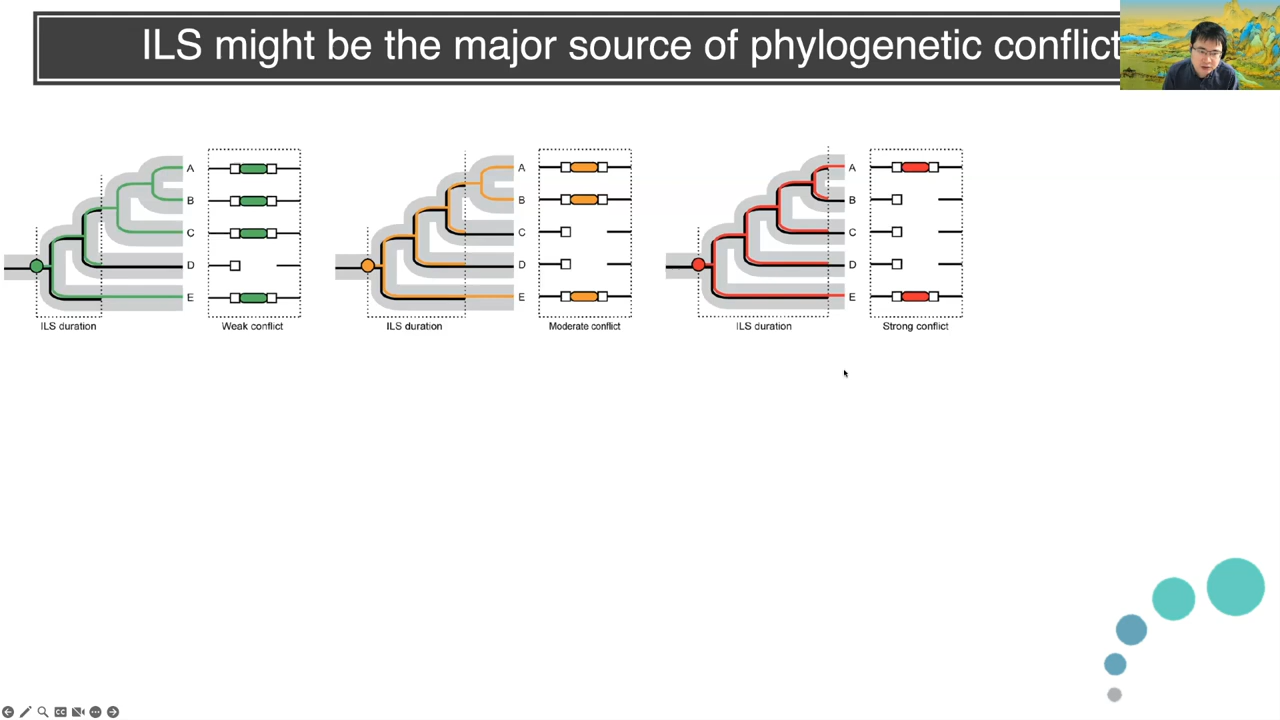 ILS might be the major source of phylogenetic conflict
A
B
C
D
E
ILS duration
Weak conflict
A
B
C
D
E
ILS duration
Moderate conflict
A
B
C
D
E
ILS duration
Strong conflict
CC